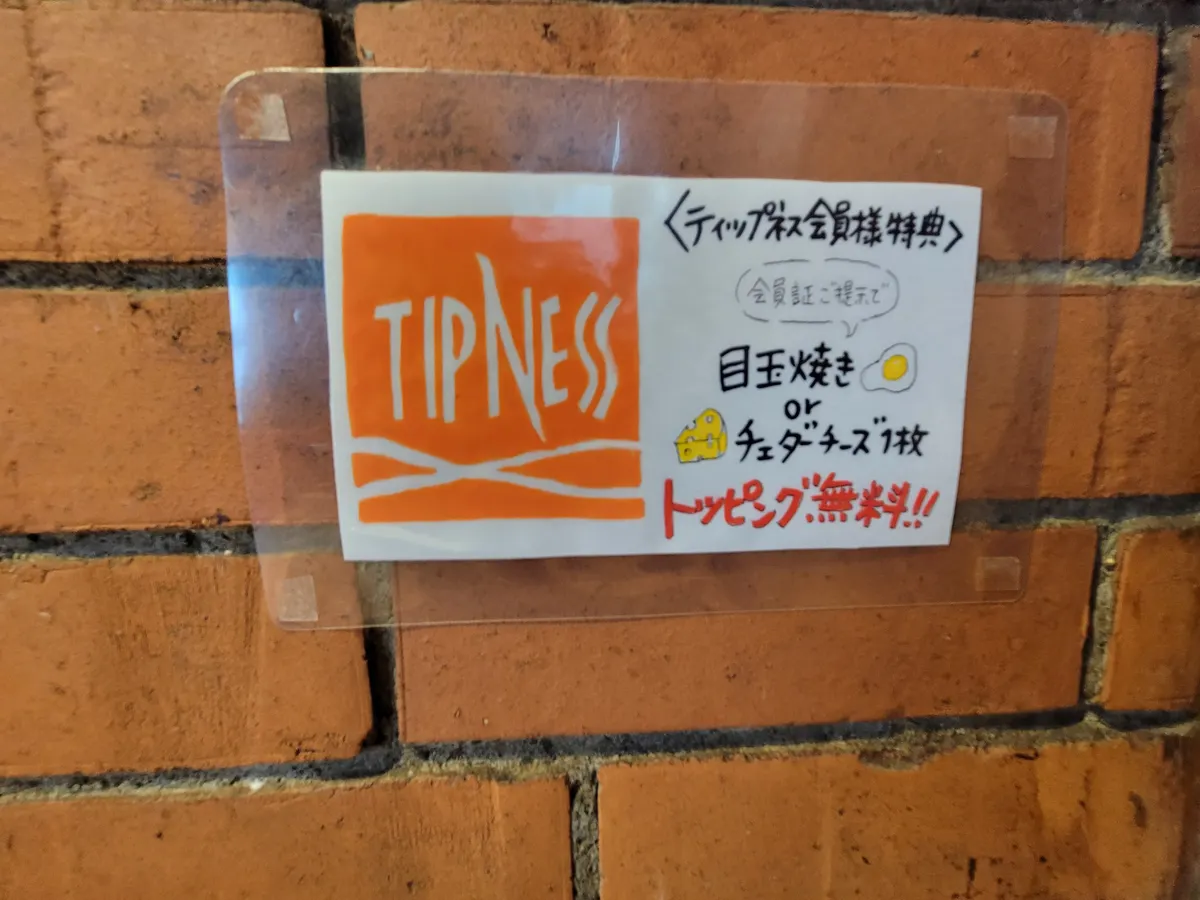 TIPNESS
〈ティップネス会員様特典〉
会員証ご提示で
目玉焼き
or
チェダーチーズ1枚
トッピング無料!!